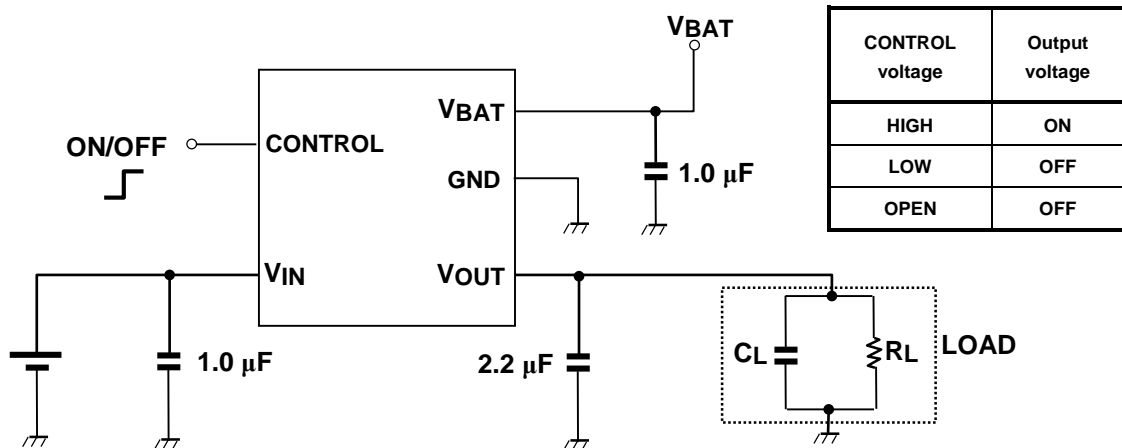 VBAT
VBAT
ON/OFF
CONTROL
GND
1.0 μF
VIN
VOUT
1.0 μF
2.2 μF
CL
RL
LOAD
CONTROL voltage
Output voltage
HIGH
ON
LOW
OFF
OPEN
OFF